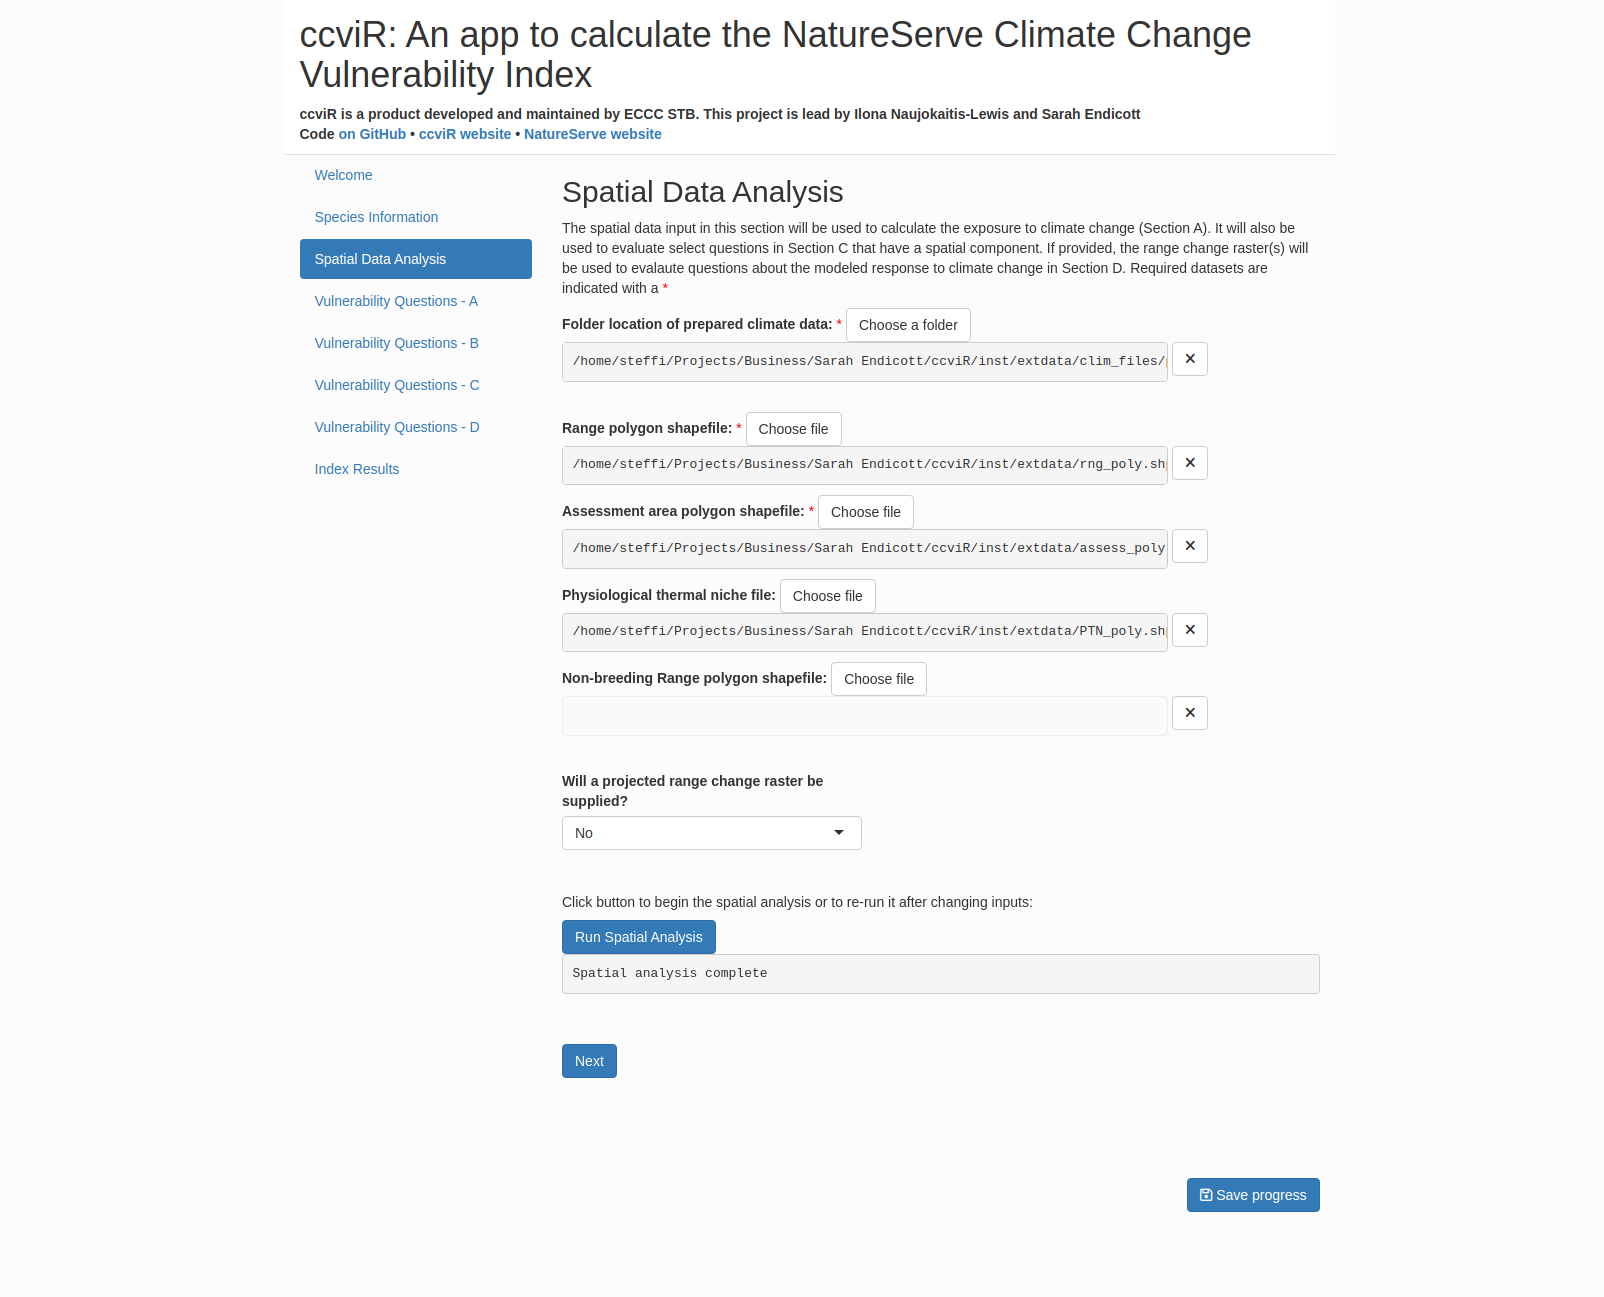 ccviR: An app to calculate the NatureServe Climate Change
Vulnerability Index
ccviR is a product developed and maintained by ECCC STB. This project is lead by Ilona Naujokaitis-Lewis and Sarah Endicott
Code on GitHub • ccviR website • NatureServe website
Welcome
Species Information
Spatial Data Analysis
Vulnerability Questions - A
Vulnerability Questions - B
Vulnerability Questions - C
Vulnerability Questions - D
Index Results
Spatial Data Analysis
The spatial data input in this section will be used to calculate the exposure to climate change (Section A). It will also be
used to evaluate select questions in Section C that have a spatial component. If provided, the range change raster(s) will
be used to evalaute questions about the modeled response to climate change in Section D. Required datasets are
indicated with a *
Folder location of prepared climate data: * Choose a folder
/home/steffi/Projects/Business/Sarah Endicott/ccviR/inst/extdata/clim_files/
Range polygon shapefile: * Choose file
/home/steffi/Projects/Business/Sarah Endicott/ccviR/inst/extdata/rng_poly.shp
Assessment area polygon shapefile: * Choose file
/home/steffi/Projects/Business/Sarah Endicott/ccviR/inst/extdata/assess_poly
Physiological thermal niche file: Choose file
/home/steffi/Projects/Business/Sarah Endicott/ccviR/inst/extdata/PTN_poly.shp
Non-breeding Range polygon shapefile: Choose file
Will a projected range change raster be
supplied?
No
Click button to begin the spatial analysis or to re-run it after changing inputs:
Run Spatial Analysis
Spatial analysis complete
Next
Save progress